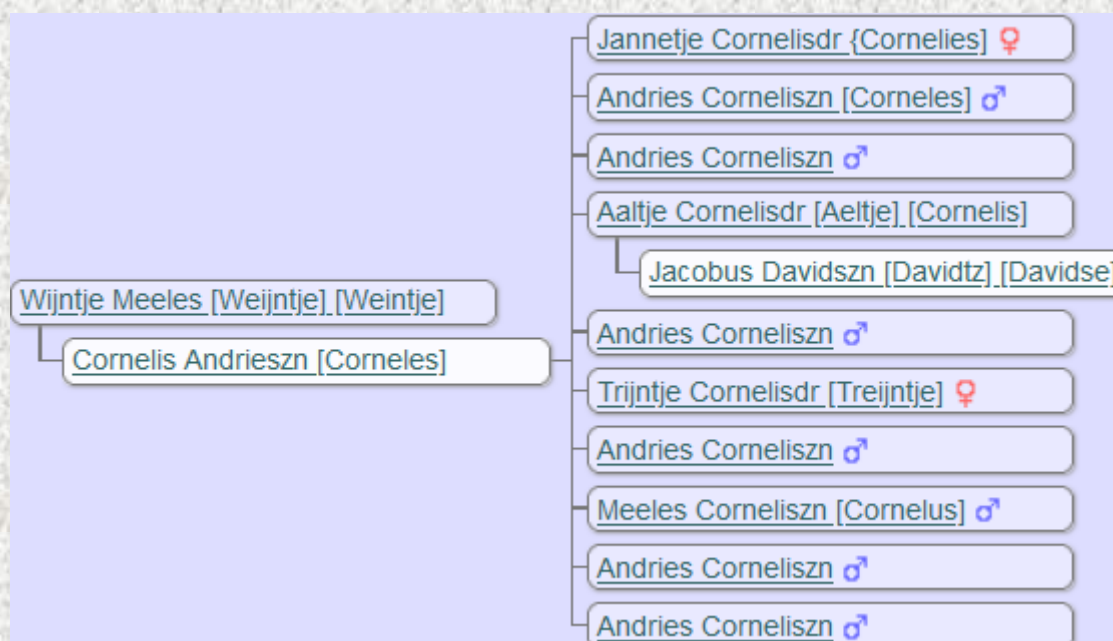 Jannetje Cornelisdr {Cornelies] ♀
Andries Corneliszn [Corneles] ♂
Andries Corneliszn ♂
Aaltje Cornelisdr [Aeltje] [Cornelis]
Jacobus Davidszn [Davidtz] [Davidse]
Wijntje Meeles [Weijntje] [Weintje]
Andries Corneliszn ♂
Cornelis Andrieszn [Corneles]
Trijntje Cornelisdr [Treijntje] ♀
Andries Corneliszn ♂
Meeles Corneliszn [Cornelus] ♂
Andries Corneliszn ♂
Andries Corneliszn ♂